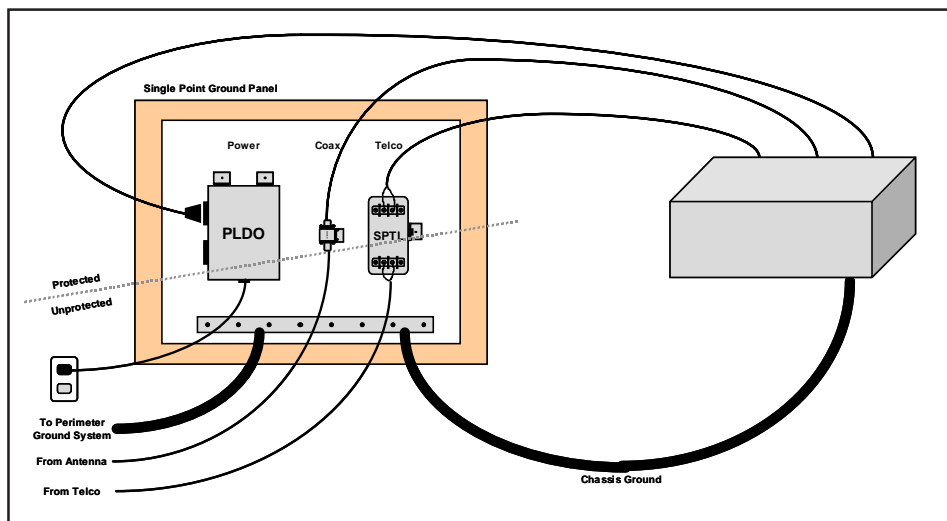 Single Point Ground Panel
Power
Coax
Telco
PLDO
SPTL
Protected
Unprotected
To Perimeter
Ground System
From Antenna
From Telco
Chassis Ground